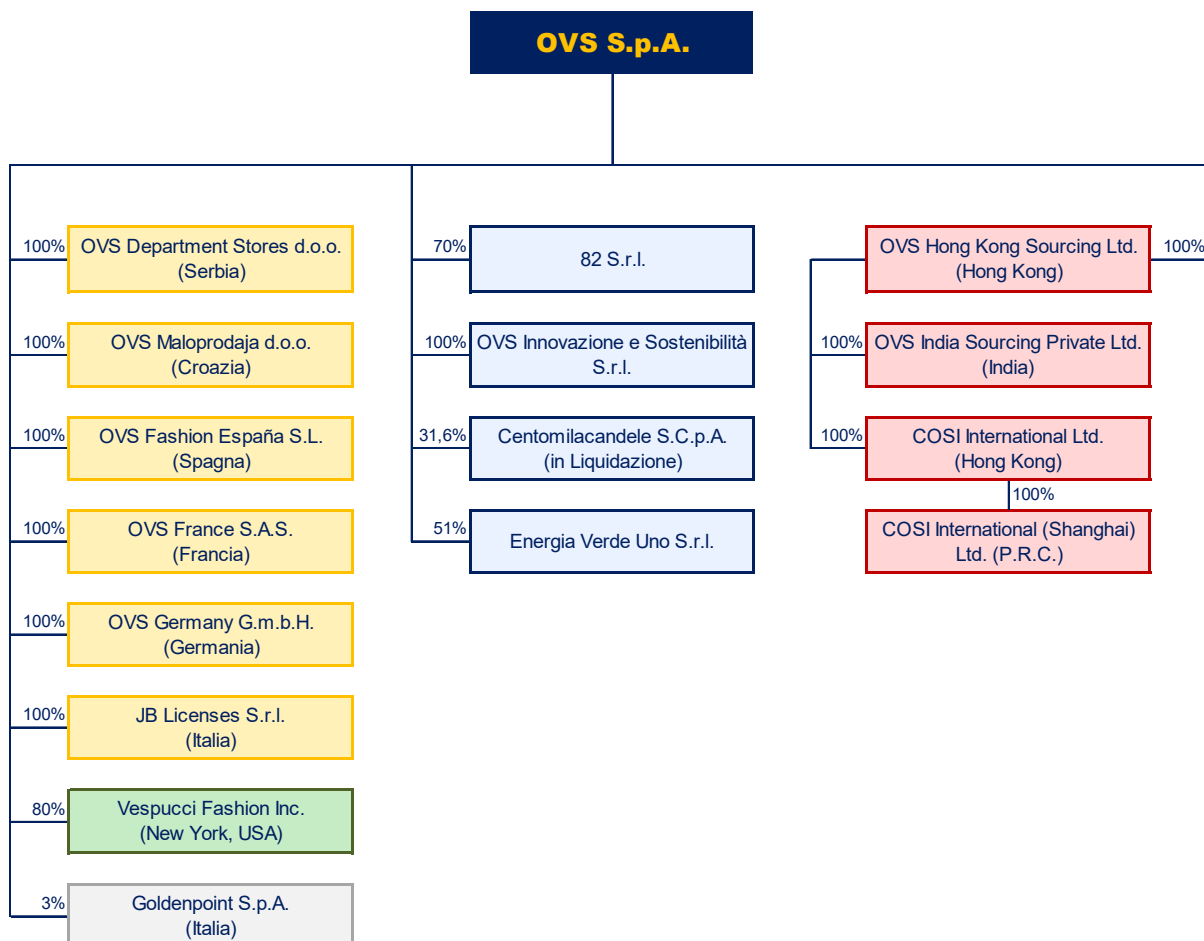 OVS S.p.A.
100%
OVS Department Stores d.o.o.
(Serbia)
100%
OVS Maloprodaja d.o.o.
(Croazia)
100%
OVS Fashion España S.L.
(Spagna)
100%
OVS France S.A.S.
(Francia)
100%
OVS Germany G.m.b.H.
(Germania)
100%
JB Licenses S.r.l.
(Italia)
80%
Vespucci Fashion Inc.
(New York, USA)
3%
Goldenpoint S.p.A.
(Italia)
70%
82 S.r.l.
100%
OVS Innovazione e Sostenibilità
S.r.l.
31,6%
Centomilacandele S.C.p.A.
(in Liquidazione)
51%
Energia Verde Uno S.r.l.
OVS Hong Kong Sourcing Ltd.
(Hong Kong)
100%
100%
OVS India Sourcing Private Ltd.
(India)
100%
COSI International Ltd.
(Hong Kong)
100%
COSI International (Shanghai)
Ltd. (P.R.C.)